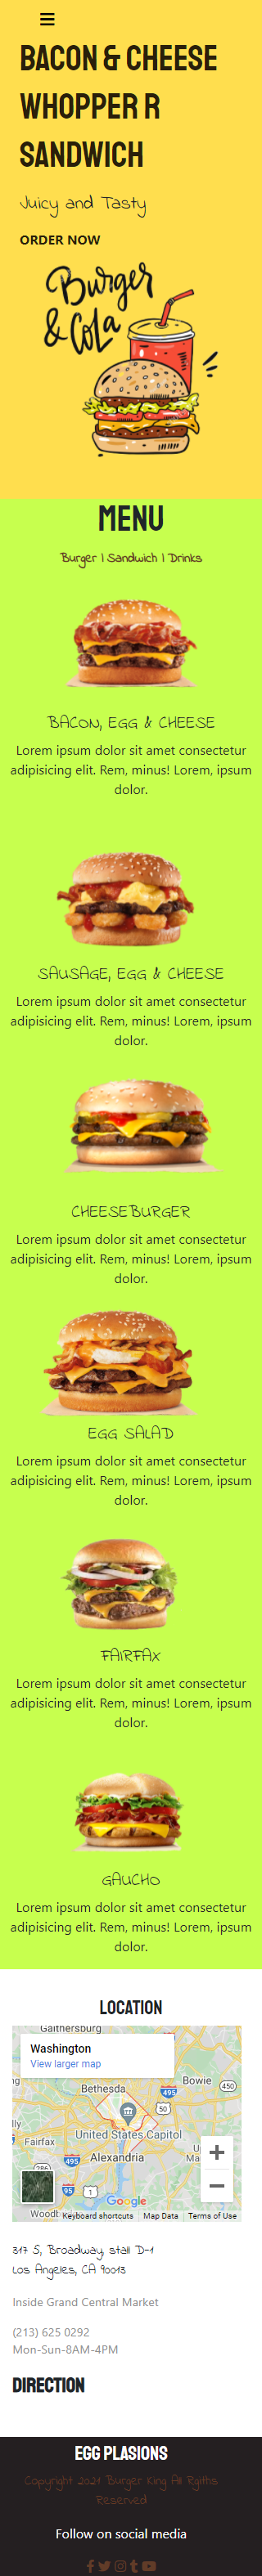 BACON & CHEESE
WHOPPER R
SANDWICH
Juicy and Tasty
ORDER NOW
Burger
& Cola
MENU
Burger | Sandwich | Drinks
BACON, EGG & CHEESE
Lorem ipsum dolor sit amet consectetur
adipisicing elit. Rem, minus! Lorem, ipsum
dolor.
SAUSAGE, EGG & CHEESE
Lorem ipsum dolor sit amet consectetur
adipisicing elit. Rem, minus! Lorem, ipsum
dolor.
CHEESEBURGER
Lorem ipsum dolor sit amet consectetur
adipisicing elit. Rem, minus! Lorem, ipsum
dolor.
EGG SALAD
Lorem ipsum dolor sit amet consectetur
adipisicing elit. Rem, minus! Lorem, ipsum
dolor.
FAIRFAX
Lorem ipsum dolor sit amet consectetur
adipisicing elit. Rem, minus! Lorem, ipsum
dolor.
GAUCHO
Lorem ipsum dolor sit amet consectetur
adipisicing elit. Rem, minus! Lorem, ipsum
dolor.
LOCATION
Gaithersburg
Washington
View larger map
Bethesda
495
Bowie
450
50
United States Capitol
Fairfax
495
Alexandria
286
95
1
Woodb
Google
Keyboard shortcuts
Map Data
Terms of Use
317 S, Broadway, stall D-1
Los Angeles, CA 90013
Inside Grand Central Market
(213) 625 0292
Mon-Sun-8AM-4PM
DIRECTION
EGG PLASIONS
Copyright 2021 Burger King All Rgiths
Reserved
Follow on social media